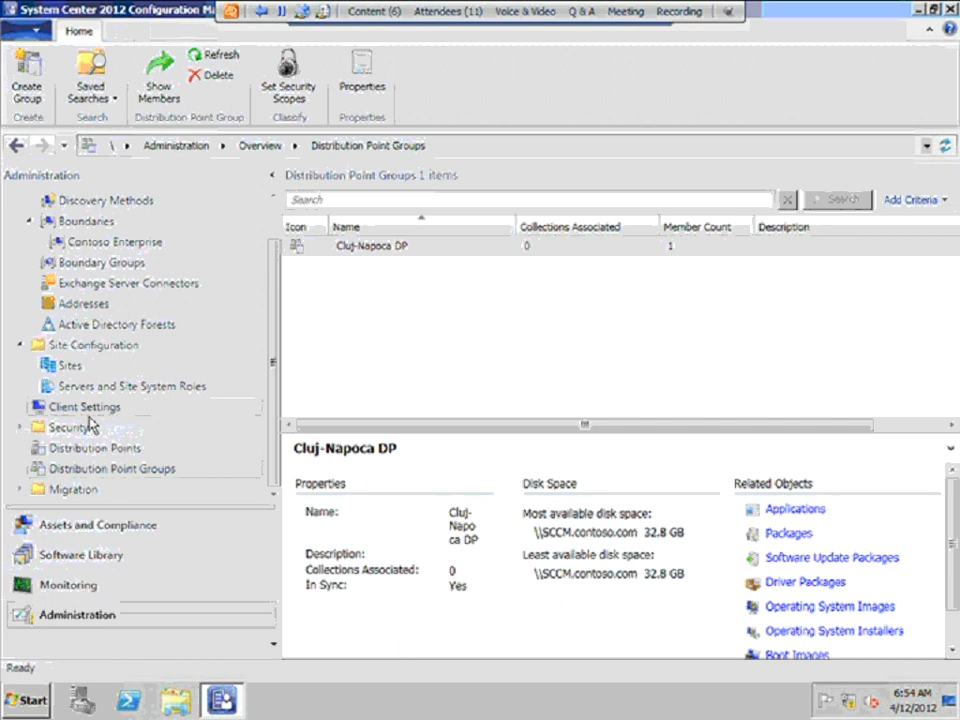 System Center 2012 Configuration Ma
Content (6) Attendees (11) Voice & Video Q & A Meeting Recording
Home
Create Group
Saved Searches
Show Members
Refresh
Delete
Set Security Scopes
Properties
Create Search Distribution Point Group Classify Properties
\ Administration Overview Distribution Point Groups
Administration
Discovery Methods
Boundaries
Contoso Enterprise
Boundary Groups
Exchange Server Connectors
Addresses
Active Directory Forests
Site Configuration
Sites
Servers and Site System Roles
Client Settings
Security
Distribution Points
Distribution Point Groups
Migration
Assets and Compliance
Software Library
Monitoring
Administration
Distribution Point Groups 1 items
Search Search Add Criteria
Icon Name Collections Associated Member Count Description
Cluj-Napoca DP 0 1
Cluj-Napoca DP
Properties
Name: Cluj-
Napo
ca DP
Description:
Collections Associated: 0
In Sync: Yes
Disk Space
Most available disk space:
\\SCCM.contoso.com 32.8 GB
Least available disk space:
\\SCCM.contoso.com 32.8 GB
Related Objects
Applications
Packages
Software Update Packages
Driver Packages
Operating System Images
Operating System Installers
Boot Images
Ready
Start
6:54 AM
4/12/2012